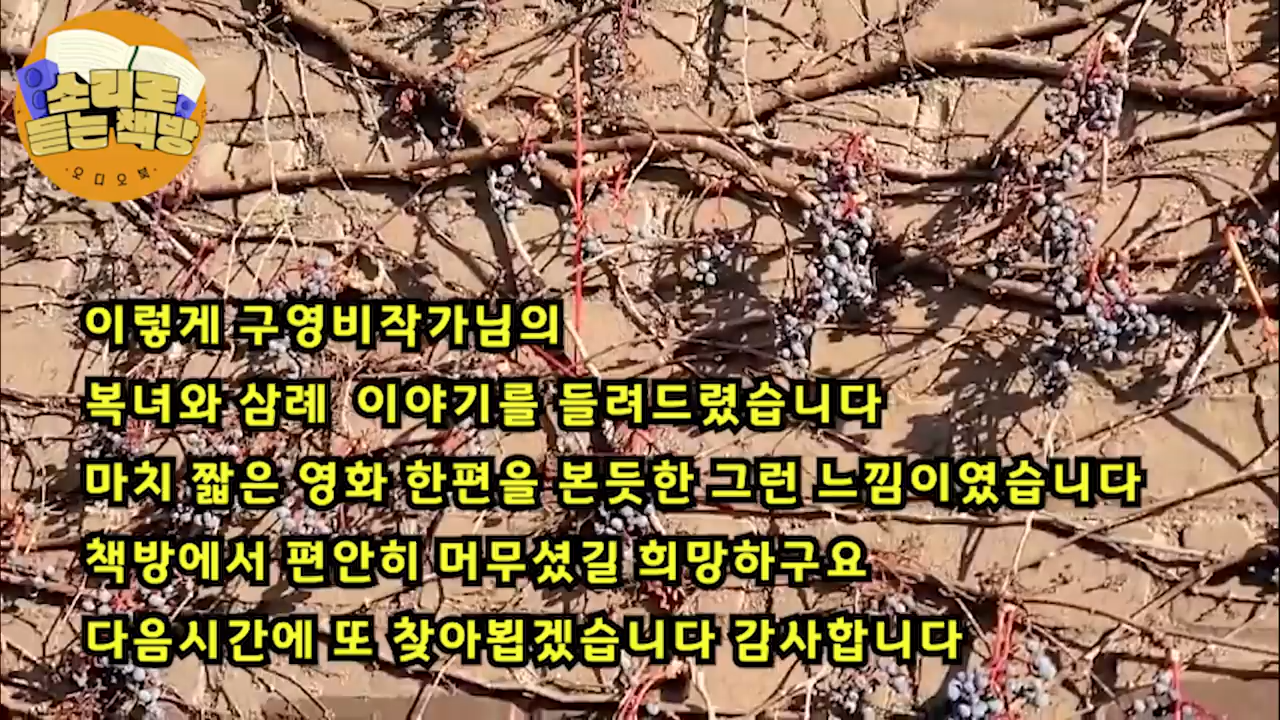 소리로
듣는 책방
·오디오북·
이렇게 구영비작가님의
복녀와 삼례 이야기를 들려드렸습니다
마치 짧은 영화 한편을 본듯한 그런 느낌이였습니다
책방에서 편안히 머무셨길 희망하구요
다음시간에 또 찾아뵙겠습니다 감사합니다